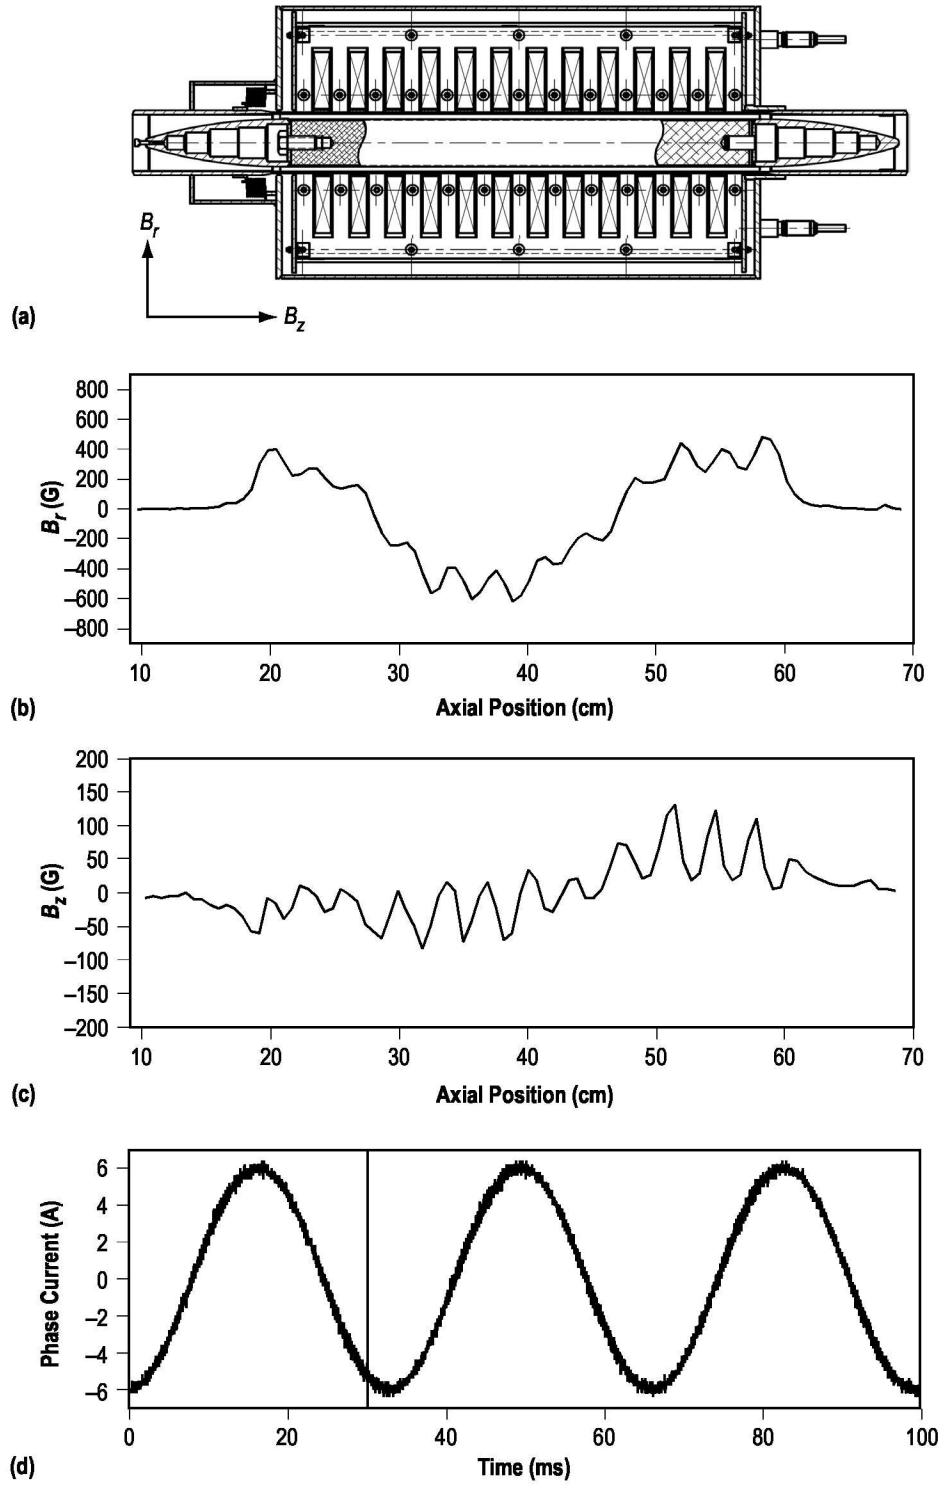 B_r
B_z
(a)
B_r (G)
800
600
400
200
0
–200
–400
–600
–800
10 20 30 40 50 60 70
Axial Position (cm)
(b)
B_z (G)
200
150
100
50
0
–50
–100
–150
–200
10 20 30 40 50 60 70
Axial Position (cm)
(c)
Phase Current (A)
6
4
2
0
–2
–4
–6
0 20 40 60 80 100
Time (ms)
(d)